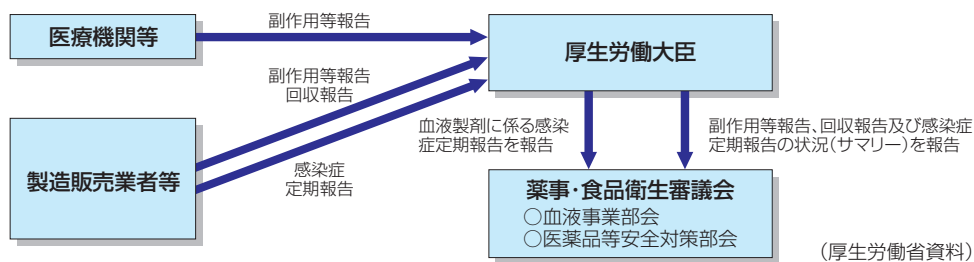 医療機関等
副作用等報告
厚生労働大臣
副作用等報告
回収報告
製造販売業者等
感染症
定期報告
血液製剤に係る感染
症定期報告を報告
副作用等報告、回収報告及び感染症
定期報告の状況(サマリー)を報告
薬事・食品衛生審議会
○血液事業部会
○医薬品等安全対策部会
(厚生労働省資料)